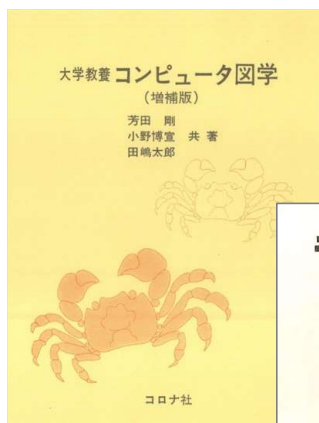 大学教養 コンピュータ図学
(増補版)
芳田 剛
小野博宣 共著
田嶋太郎
コロナ社